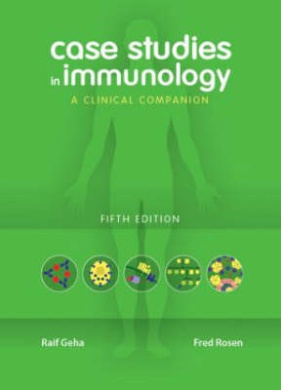 case studies
in immunology
A CLINICAL COMPANION
FIFTH EDITION
Raif Geha
Fred Rosen